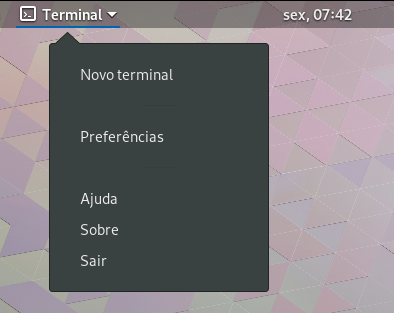 Terminal
sex, 07:42
Novo terminal
Preferências
Ajuda
Sobre
Sair